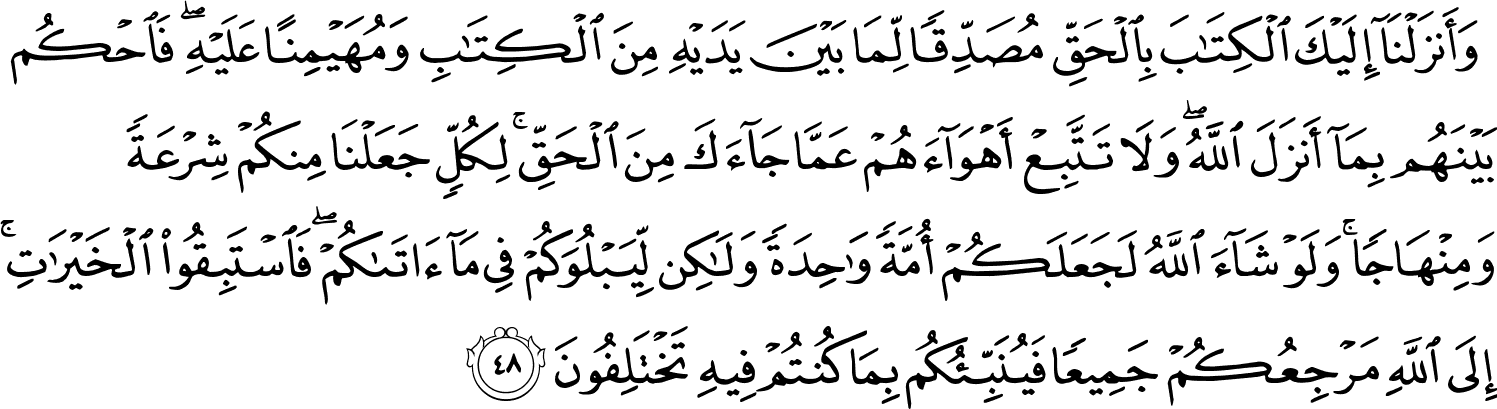 وَأَنزَلْنَآ إِلَيْكَ ٱلْكِتَٰبَ بِٱلْحَقِّ مُصَدِّقًا لِّمَا بَيْنَ يَدَيْهِ مِنَ ٱلْكِتَٰبِ وَمُهَيْمِنًا عَلَيْهِ ۖ فَٱحْكُم
بَيْنَهُم بِمَآ أَنزَلَ ٱللَّهُ ۖ وَلَا تَتَّبِعْ أَهْوَآءَهُمْ عَمَّا جَآءَكَ مِنَ ٱلْحَقِّ ۚ لِكُلٍّ جَعَلْنَا مِنكُمْ شِرْعَةً
وَمِنْهَاجًا ۚ وَلَوْ شَآءَ ٱللَّهُ لَجَعَلَكُمْ أُمَّةً وَٰحِدَةً وَلَٰكِن لِّيَبْلُوَكُمْ فِى مَآ ءَاتَىٰكُمْ ۖ فَٱسْتَبِقُوا۟ ٱلْخَيْرَٰتِ ۚ
إِلَى ٱللَّهِ مَرْجِعُكُمْ جَمِيعًا فَيُنَبِّئُكُم بِمَا كُنتُمْ فِيهِ تَخْتَلِفُونَ ٤٨